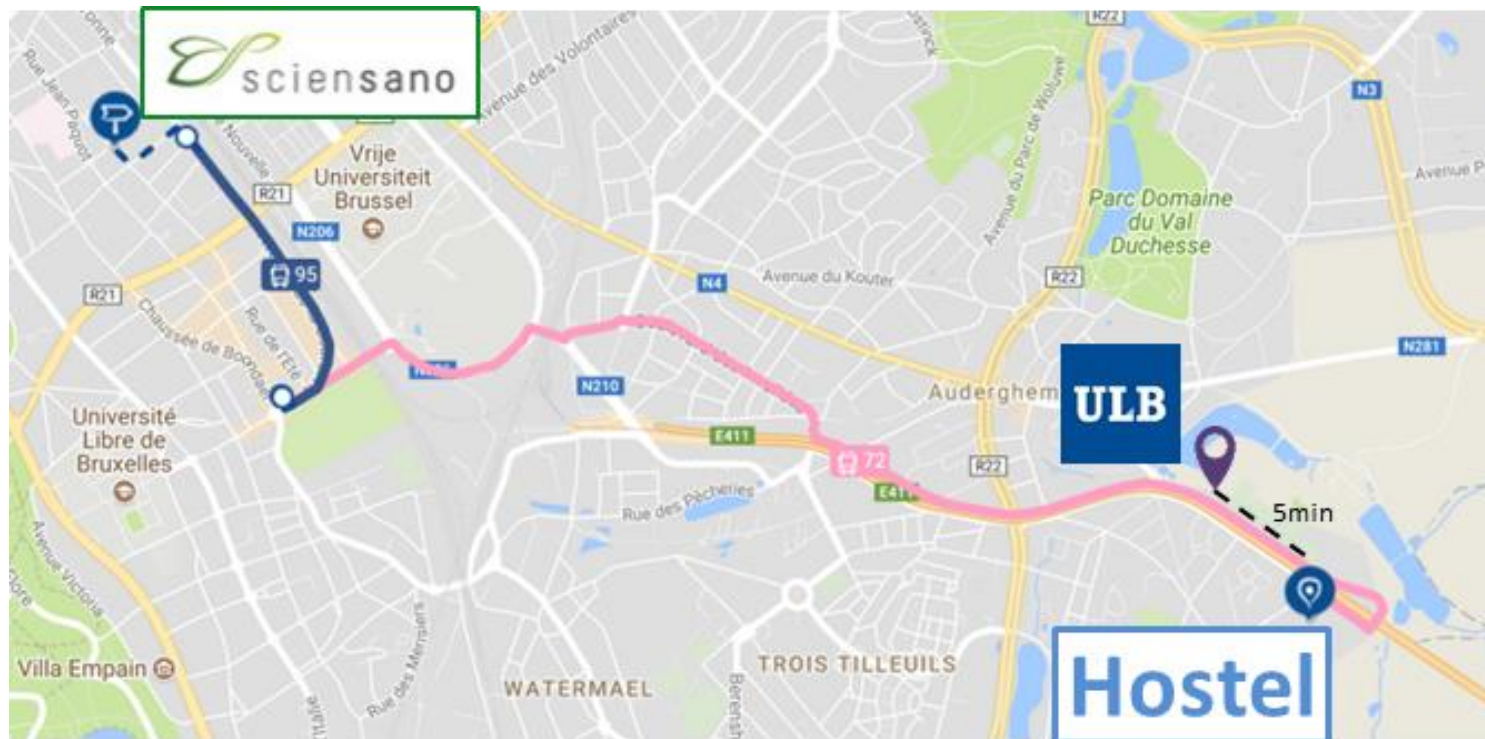 sciensano
Rue Jean Paquot
Nouvelle
Avenue des Volontaires
R22
N3
Avenue du Parc de Woluwe
Vrije
Universiteit
Brussel
R21
N206
95
Parc Domaine
du Val
Duchesse
R21
Chaussée de Boondael
Rue de l'Été
N4
Avenue du Kouter
R22
N281
N210
Auderghem
ULB
Université
Libre de
Bruxelles
E411
72
R22
E411
Rue des Pêcheries
5min
Avenue Victoria
Villa Empain
Rue des Merisiers
WATERMAEL
TROIS TILLEULS
Hostel